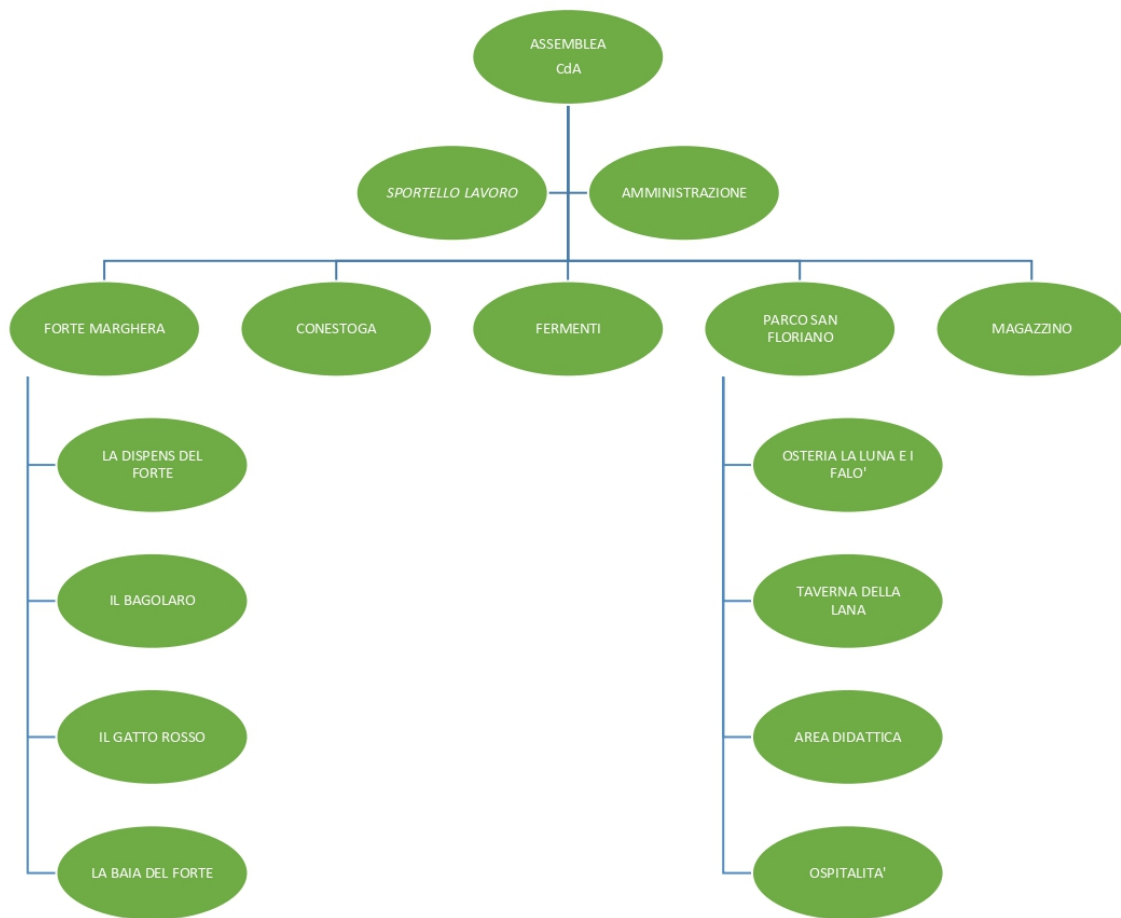 ASSEMBLEA
CdA
SPORTELLO LAVORO
AMMINISTRAZIONE
FORTE MARGHERA
CONESTOGA
FERMENTI
PARCO SAN
FLORIANO
MAGAZZINO
LA DISPENS DEL
FORTE
OSTERIA LA LUNA E I
FALO'
IL BAGOLARO
TAVERNA DELLA
LANA
IL GATTO ROSSO
AREA DIDATTICA
LA BAIA DEL FORTE
OSPITALITA'